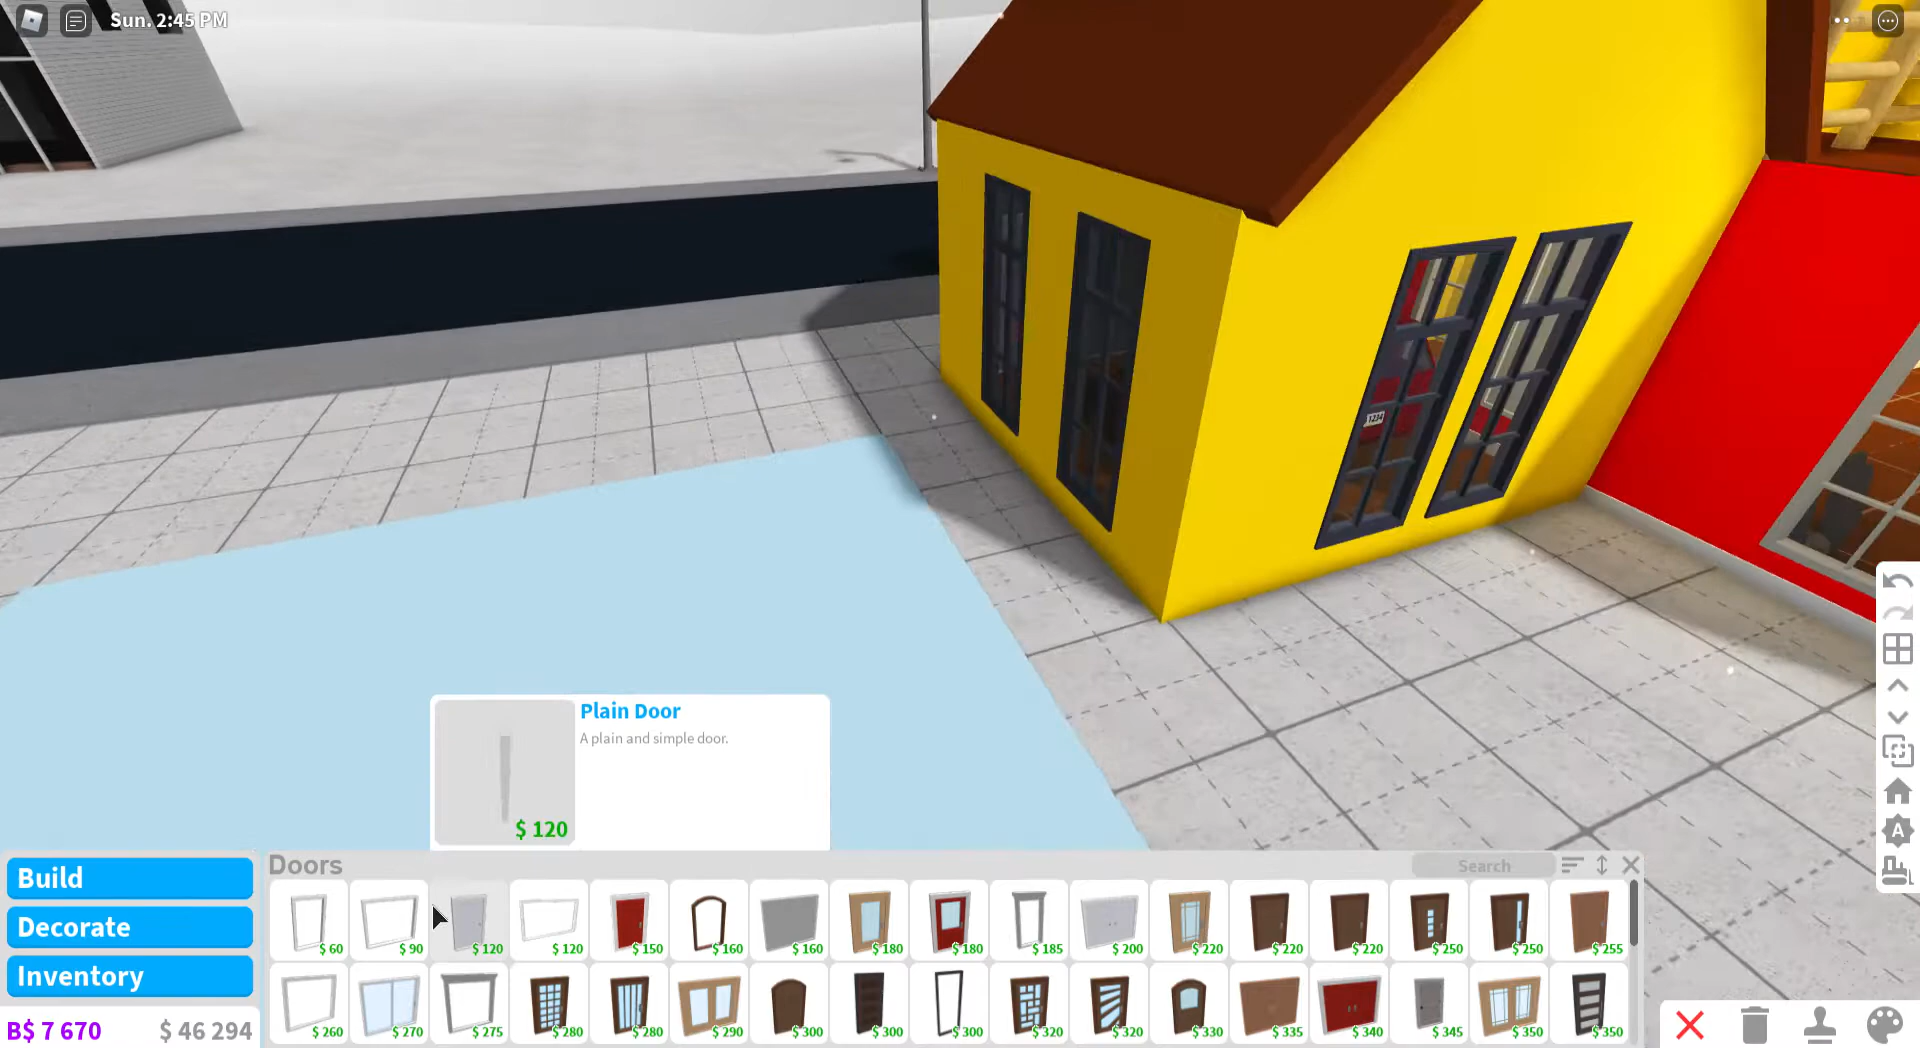 Sun. 2:45 PM
1234
Plain Door
A plain and simple door.
$ 120
Build
Decorate
Inventory
B$ 7 670 $ 46 294
Doors
Search
$ 60 $ 90 $ 120 $ 120 $ 150 $ 160 $ 160 $ 180 $ 180 $ 185 $ 200 $ 220 $ 220 $ 220 $ 250 $ 250 $ 255
$ 260 $ 270 $ 275 $ 280 $ 280 $ 290 $ 300 $ 300 $ 300 $ 320 $ 320 $ 330 $ 335 $ 340 $ 345 $ 350 $ 350
A